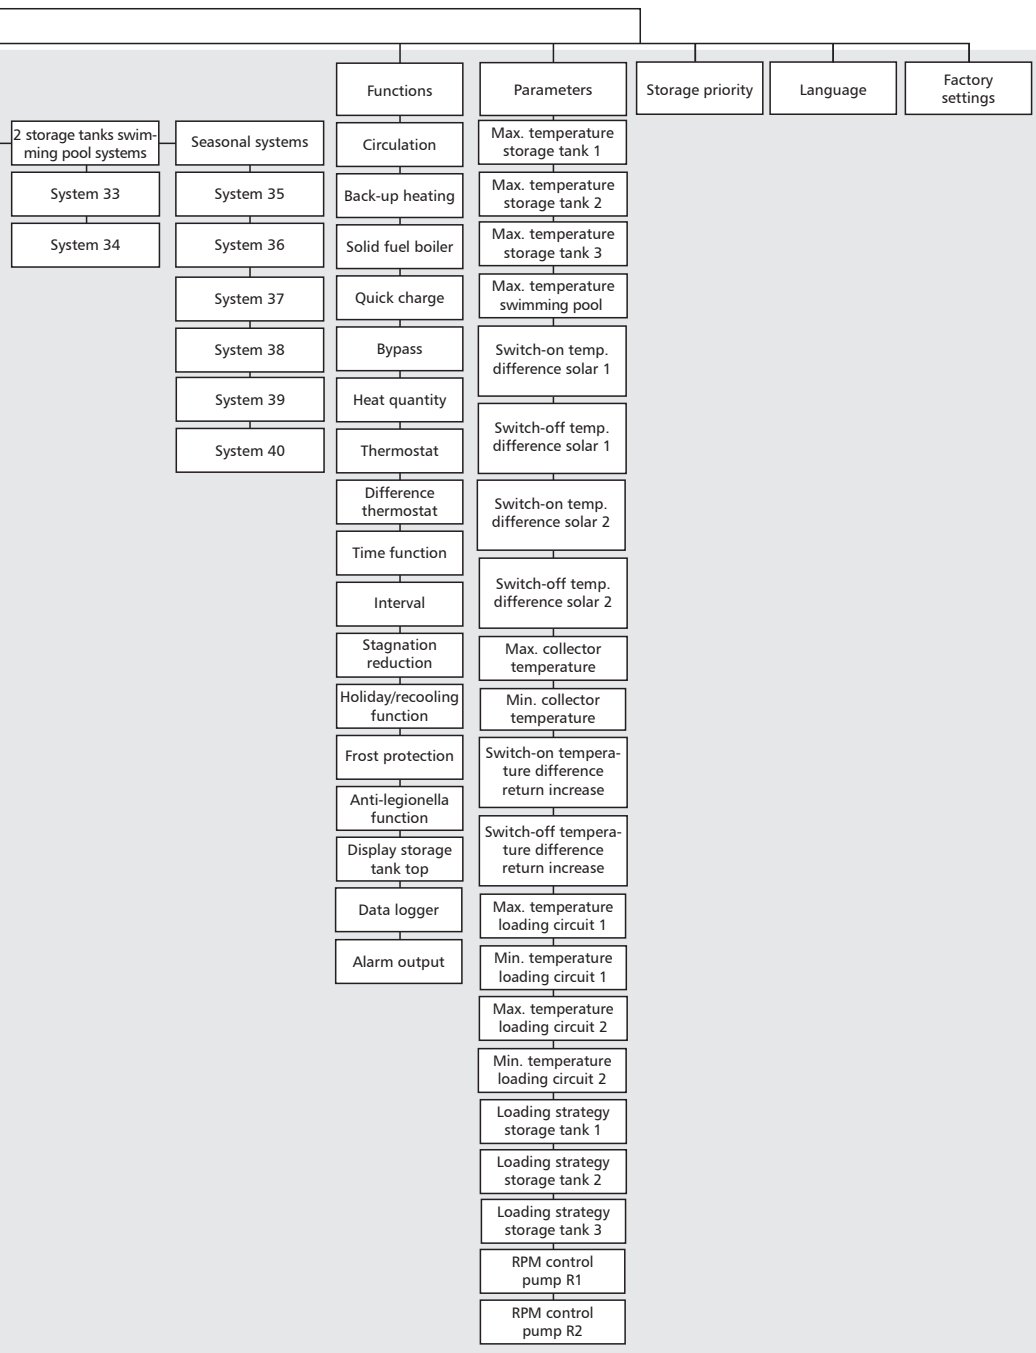 Functions
Parameters
Storage priority
Language
Factory
settings
2 storage tanks swim-
ming pool systems
System 33
System 34
Seasonal systems
System 35
System 36
System 37
System 38
System 39
System 40
Circulation
Back-up heating
Solid fuel boiler
Quick charge
Bypass
Heat quantity
Thermostat
Difference
thermostat
Time function
Interval
Stagnation
reduction
Holiday/recooling
function
Frost protection
Anti-legionella
function
Display storage
tank top
Data logger
Alarm output
Max. temperature
storage tank 1
Max. temperature
storage tank 2
Max. temperature
storage tank 3
Max. temperature
swimming pool
Switch-on temp.
difference solar 1
Switch-off temp.
difference solar 1
Switch-on temp.
difference solar 2
Switch-off temp.
difference solar 2
Max. collector
temperature
Min. collector
temperature
Switch-on tempera-
ture difference
return increase
Switch-off tempera-
ture difference
return increase
Max. temperature
loading circuit 1
Min. temperature
loading circuit 1
Max. temperature
loading circuit 2
Min. temperature
loading circuit 2
Loading strategy
storage tank 1
Loading strategy
storage tank 2
Loading strategy
storage tank 3
RPM control
pump R1
RPM control
pump R2